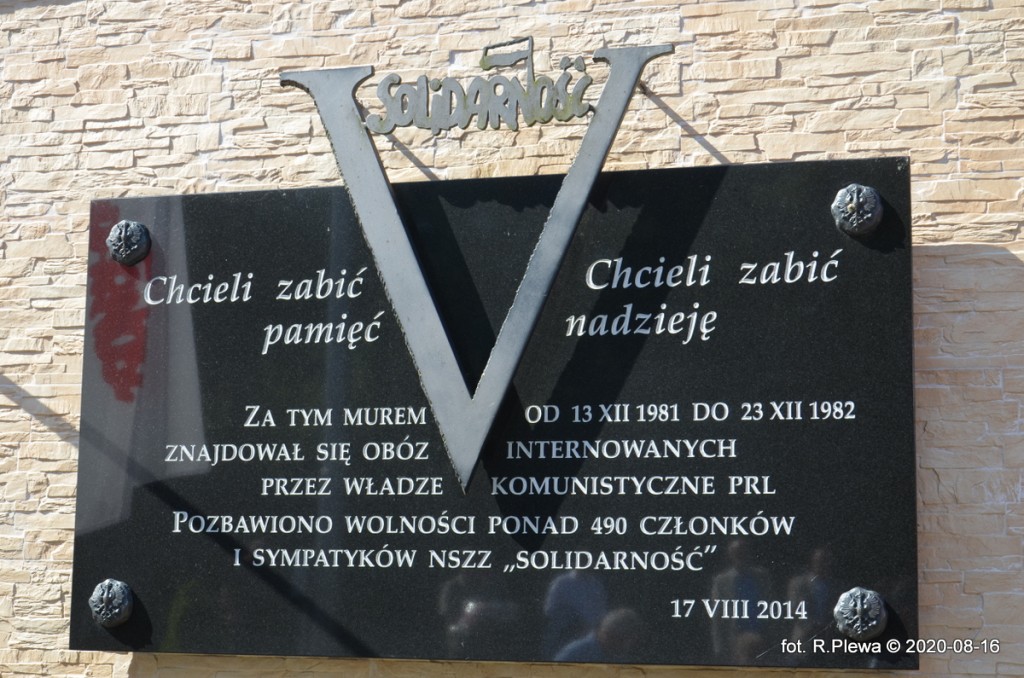 SOLIDARNOŚĆ
Chcieli zabić Chcieli zabić
pamięć nadzieję
ZA TYM MUREM OD 13 XII 1981 DO 23 XII 1982
ZNAJDOWAŁ SIĘ OBÓZ INTERNOWANYCH
PRZEZ WŁADZE KOMUNISTYCZNE PRL
POZBAWIONO WOLNOŚCI PONAD 490 CZŁONKÓW
I SYMPATYKÓW NSZZ „SOLIDARNOŚĆ”
17 VIII 2014
fot. R.Plewa © 2020-08-16